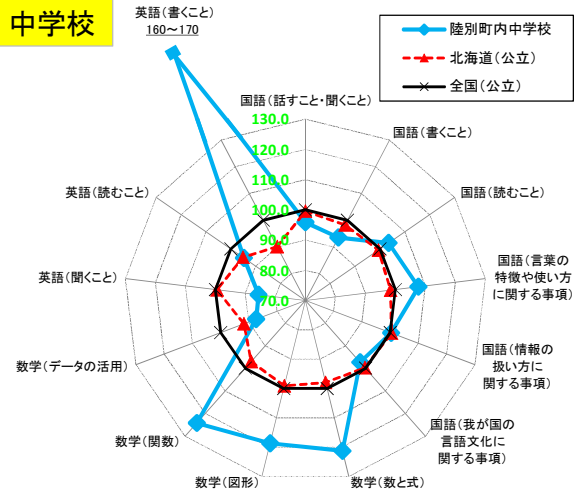 中学校
英語(書くこと)
160~170
陸別町内中学校
北海道(公立)
全国(公立)
国語(話すこと・聞くこと)
国語(書くこと)
国語(読むこと)
国語(言葉の
特徴や使い方
に関する事項)
国語(情報の
扱い方に
関する事項)
国語(我が国の
言語文化に
関する事項)
数学(数と式)
数学(図形)
数学(関数)
数学(データの活用)
英語(聞くこと)
英語(読むこと)
130.0
120.0
110.0
100.0
90.0
80.0
70.0